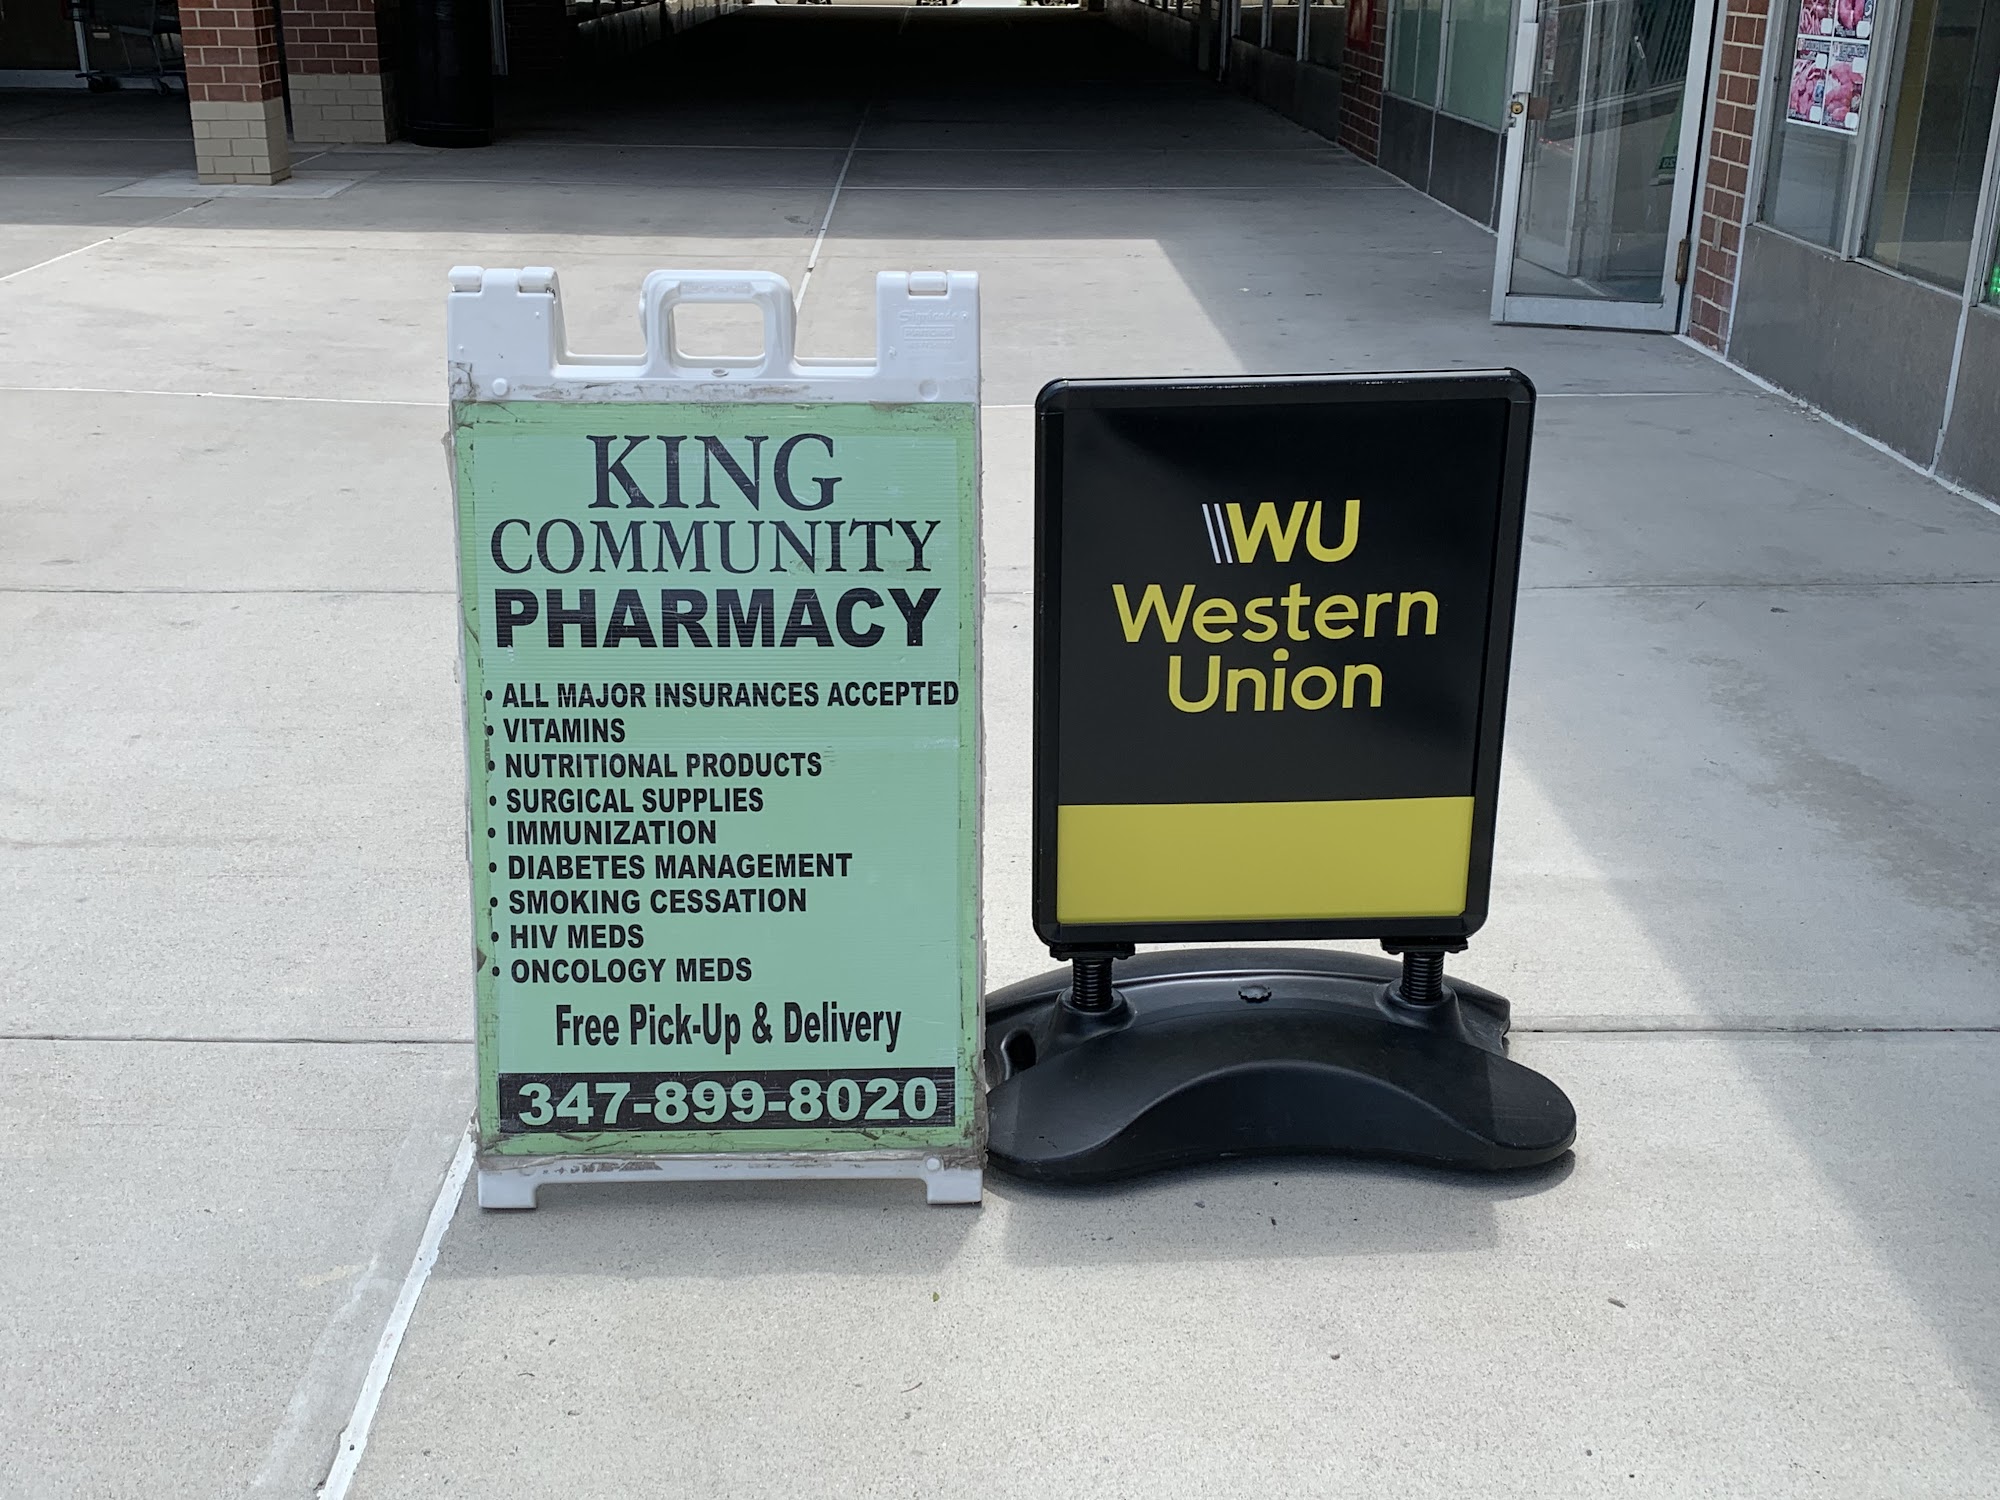 KING
COMMUNITY
PHARMACY
• ALL MAJOR INSURANCES ACCEPTED
• VITAMINS
• NUTRITIONAL PRODUCTS
• SURGICAL SUPPLIES
• IMMUNIZATION
• DIABETES MANAGEMENT
• SMOKING CESSATION
• HIV MEDS
• ONCOLOGY MEDS
Free Pick-Up & Delivery
347-899-8020
WU
Western
Union